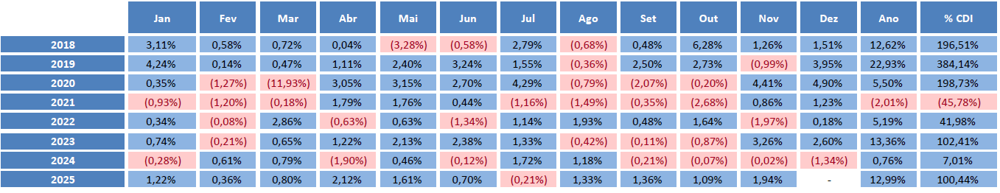 Jan Fev Mar Abr Mai Jun Jul Ago Set Out Nov Dez Ano % CDI
2018 3,11% 0,58% 0,72% 0,04% (3,28%) (0,58%) 2,79% (0,68%) 0,48% 6,28% 1,26% 1,51% 12,62% 196,51%
2019 4,24% 0,14% 0,47% 1,11% 2,40% 3,24% 1,55% (0,36%) 2,50% 2,73% (0,99%) 3,95% 22,93% 384,14%
2020 0,35% (1,27%) (11,93%) 3,05% 3,15% 2,70% 4,29% (0,79%) (2,07%) (0,20%) 4,41% 4,90% 5,50% 198,73%
2021 (0,93%) (1,20%) (0,18%) 1,79% 1,76% 0,44% (1,16%) (1,49%) (0,35%) (2,68%) 0,86% 1,23% (2,01%) (45,78%)
2022 0,34% (0,08%) 2,86% (0,63%) 0,63% (1,34%) 1,14% 1,93% 0,48% 1,64% (1,97%) 0,18% 5,19% 41,98%
2023 0,74% (0,21%) 0,65% 1,22% 2,13% 2,38% 1,33% (0,42%) (0,11%) (0,87%) 3,26% 2,60% 13,36% 102,41%
2024 (0,28%) 0,61% 0,79% (1,90%) 0,46% (0,12%) 1,72% 1,18% (0,21%) (0,07%) (0,02%) (1,34%) 0,76% 7,01%
2025 1,22% 0,36% 0,80% 2,12% 1,61% 0,70% (0,21%) 1,33% 1,36% 1,09% 1,94% - 12,99% 100,44%